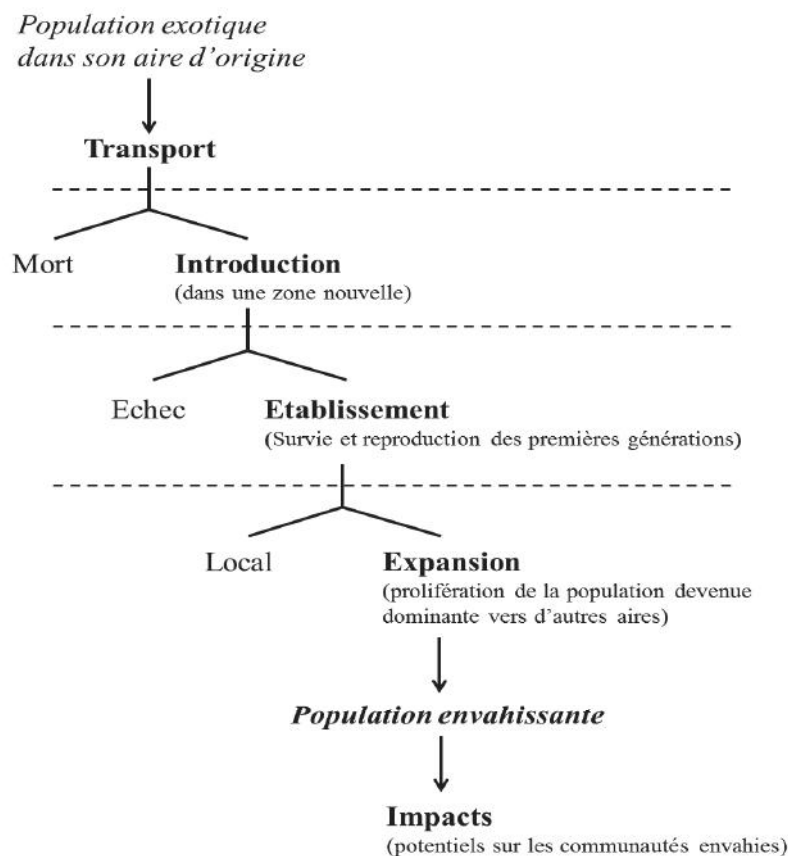 Population exotique
dans son aire d'origine
Transport
Mort
Introduction
(dans une zone nouvelle)
Echec
Etablissement
(Survie et reproduction des premières générations)
Local
Expansion
(prolifération de la population devenue
dominante vers d'autres aires)
Population envahissante
Impacts
(potentiels sur les communautés envahies)